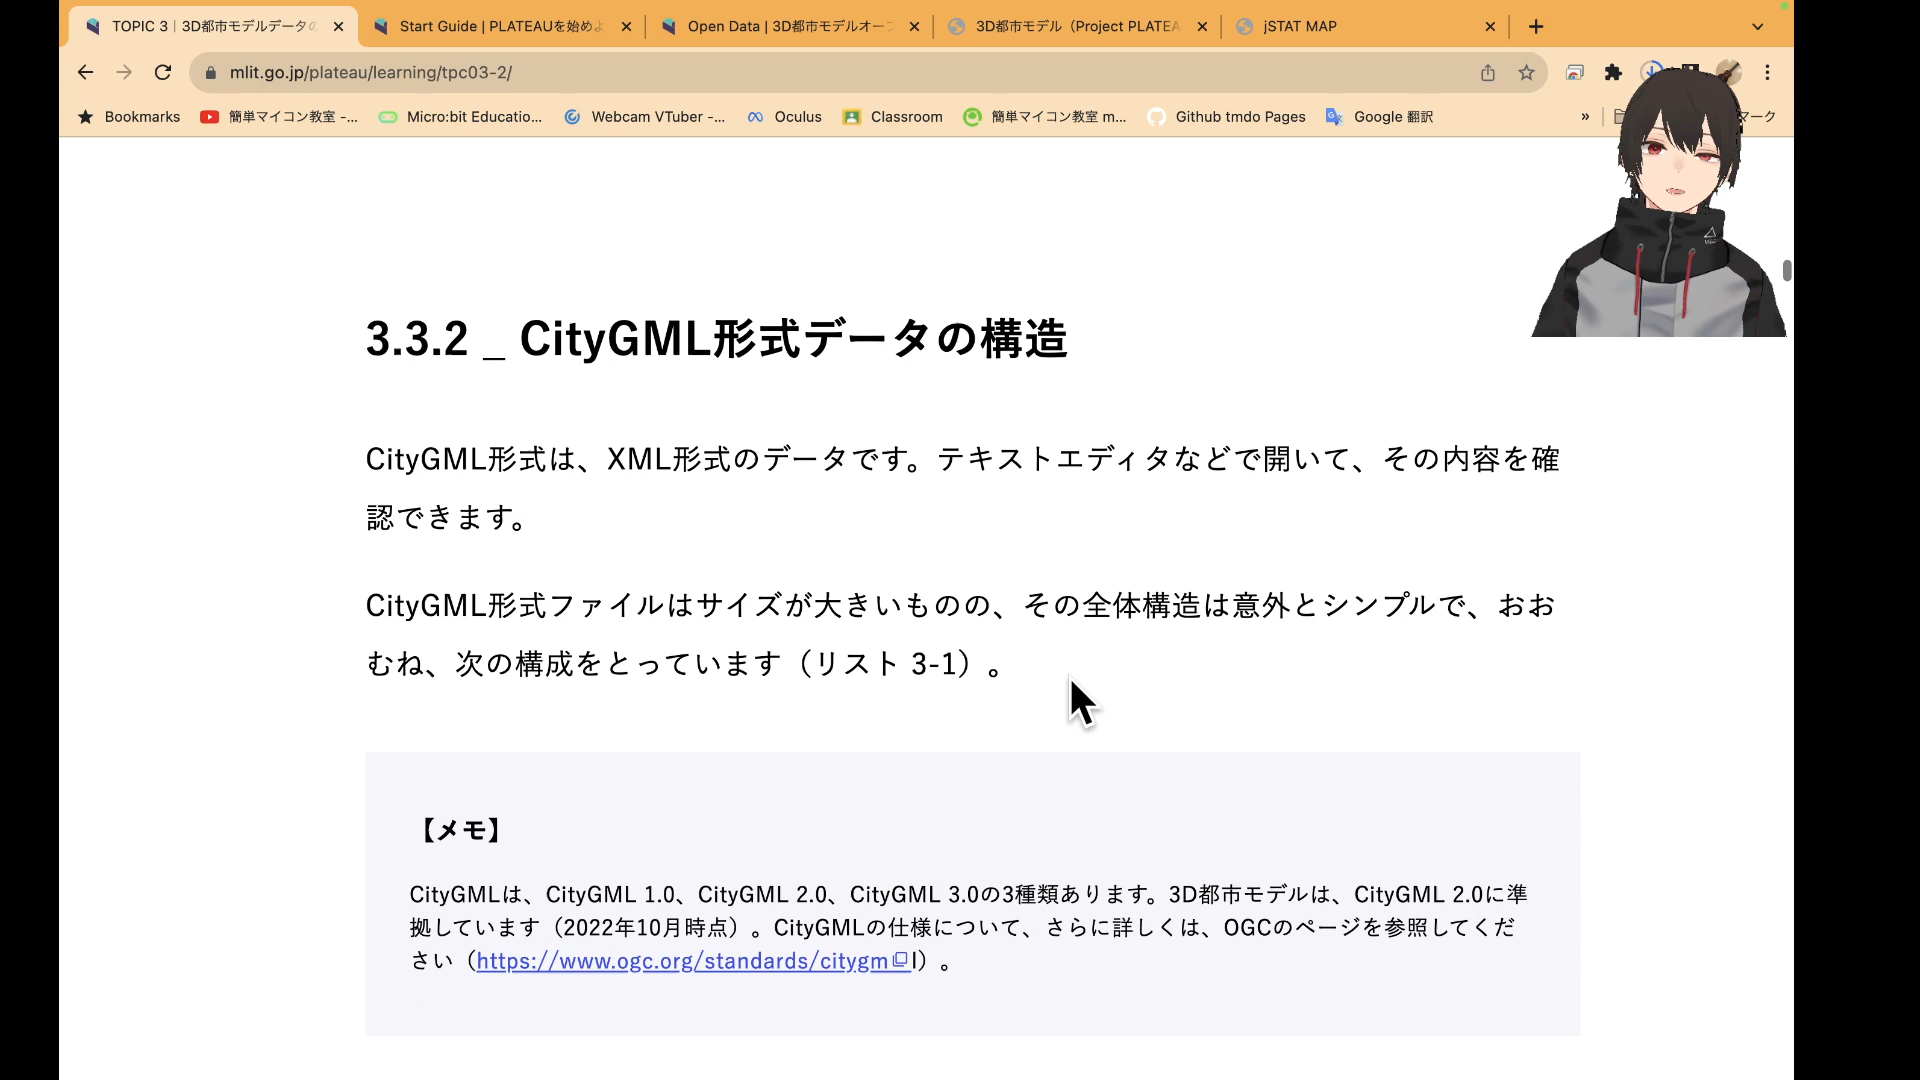 TOPIC 3｜3D都市モデルデータの
Start Guide | PLATEAUを始めよ
Open Data | 3D都市モデルオープ
3D都市モデル（Project PLATEA
jSTAT MAP
mlit.go.jp/plateau/learning/tpc03-2/
Bookmarks
簡単マイコン教室 -...
Micro:bit Educatio...
Webcam VTuber -...
Oculus
Classroom
簡単マイコン教室 m...
Github tmdo Pages
Google 翻訳
»
マーク
3.3.2 _ CityGML形式データの構造
CityGML形式は、XML形式のデータです。テキストエディタなどで開いて、その内容を確
認できます。
CityGML形式ファイルはサイズが大きいものの、その全体構造は意外とシンプルで、おお
むね、次の構成をとっています（リスト 3-1）。
【メモ】
CityGMLは、CityGML 1.0、CityGML 2.0、CityGML 3.0の3種類あります。3D都市モデルは、CityGML 2.0に準
拠しています（2022年10月時点）。CityGMLの仕様について、さらに詳しくは、OGCのページを参照してくだ
さい（https://www.ogc.org/standards/citygml）。